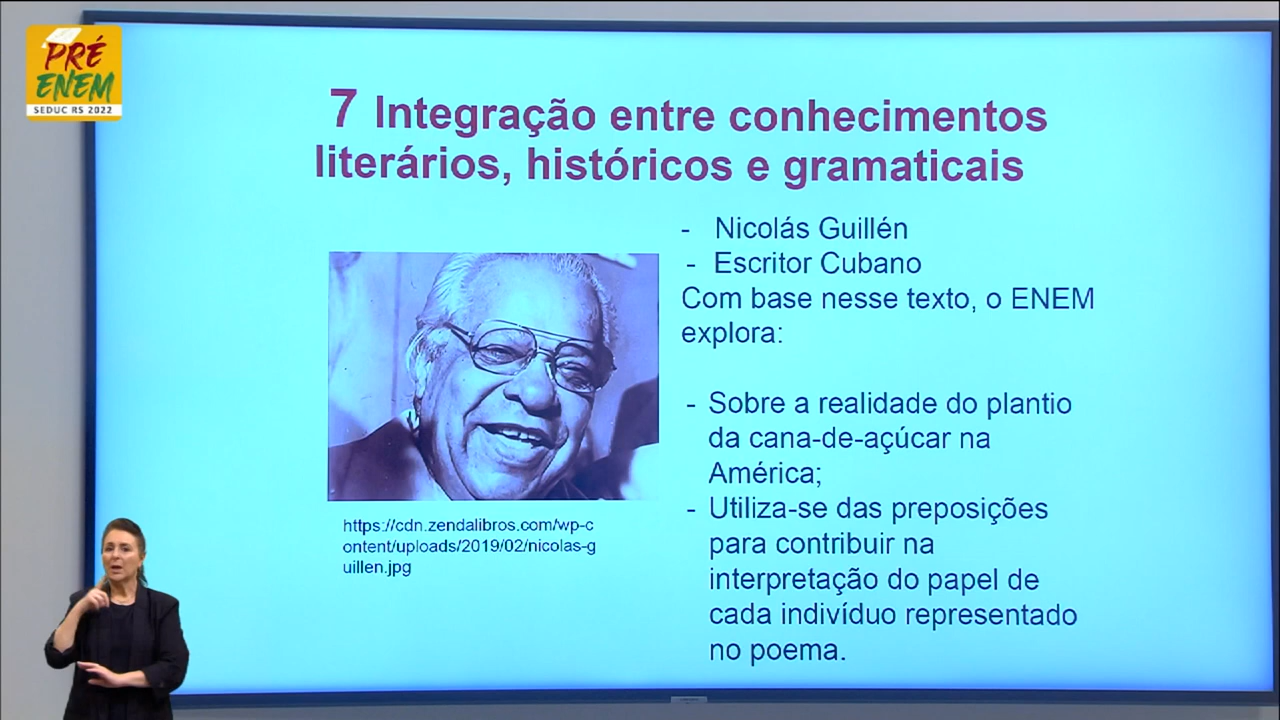 PRÉ
ENEM
SEDUC RS 2022
7 Integração entre conhecimentos
literários, históricos e gramaticais
- Nicolás Guillén
- Escritor Cubano
Com base nesse texto, o ENEM
explora:
- Sobre a realidade do plantio
da cana-de-açúcar na
América;
- Utiliza-se das preposições
para contribuir na
interpretação do papel de
cada indivíduo representado
no poema.
https://cdn.zendalibros.com/wp-c
ontent/uploads/2019/02/nicolas-g
uillen.jpg